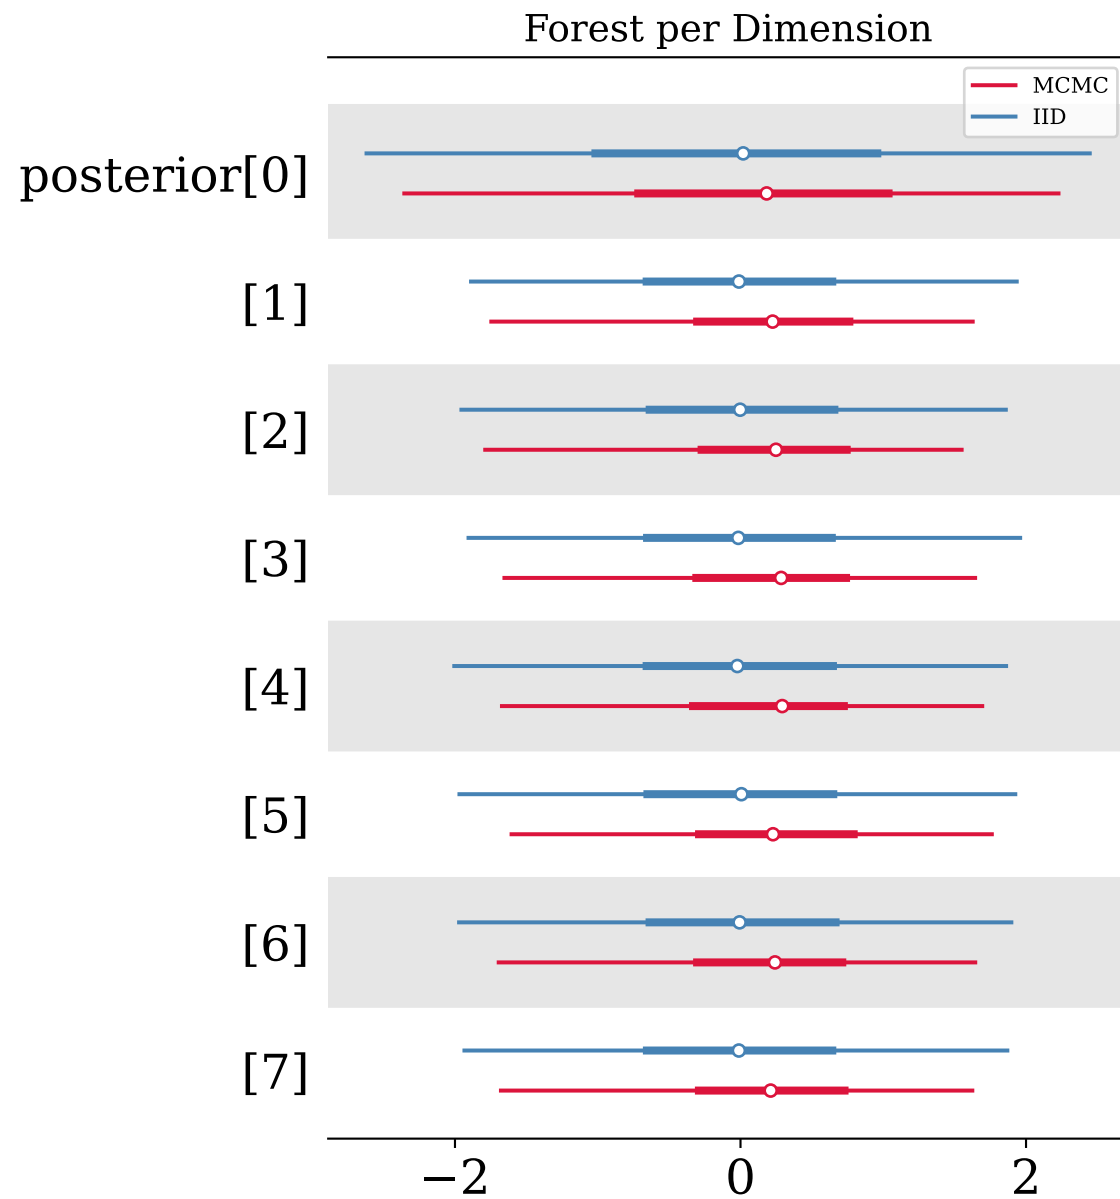 Forest per Dimension
MCMC
IID
posterior[0]
[1]
[2]
[3]
[4]
[5]
[6]
[7]
−2 0 2